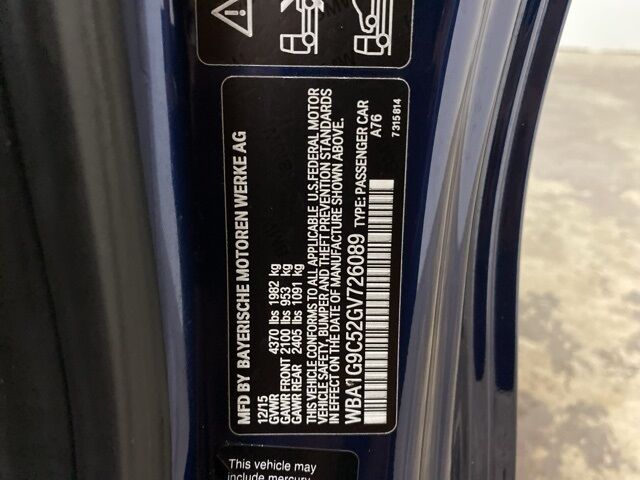 MFD BY BAYERISCHE MOTOREN WERKE AG
12/15
GVWR 4370 lbs 1982 kg
GAWR FRONT 2100 lbs 953 kg
GAWR REAR 2405 lbs 1091 kg
THIS VEHICLE CONFORMS TO ALL APPLICABLE U.S.FEDERAL MOTOR
VEHICLE SAFETY, BUMPER, AND THEFT PREVENTION STANDARDS
IN EFFECT ON THE DATE OF MANUFACTURE SHOWN ABOVE.
WBA1G9C52GV726089 TYPE: PASSENGER CAR
A76
7315814
This vehicle may
include mercury